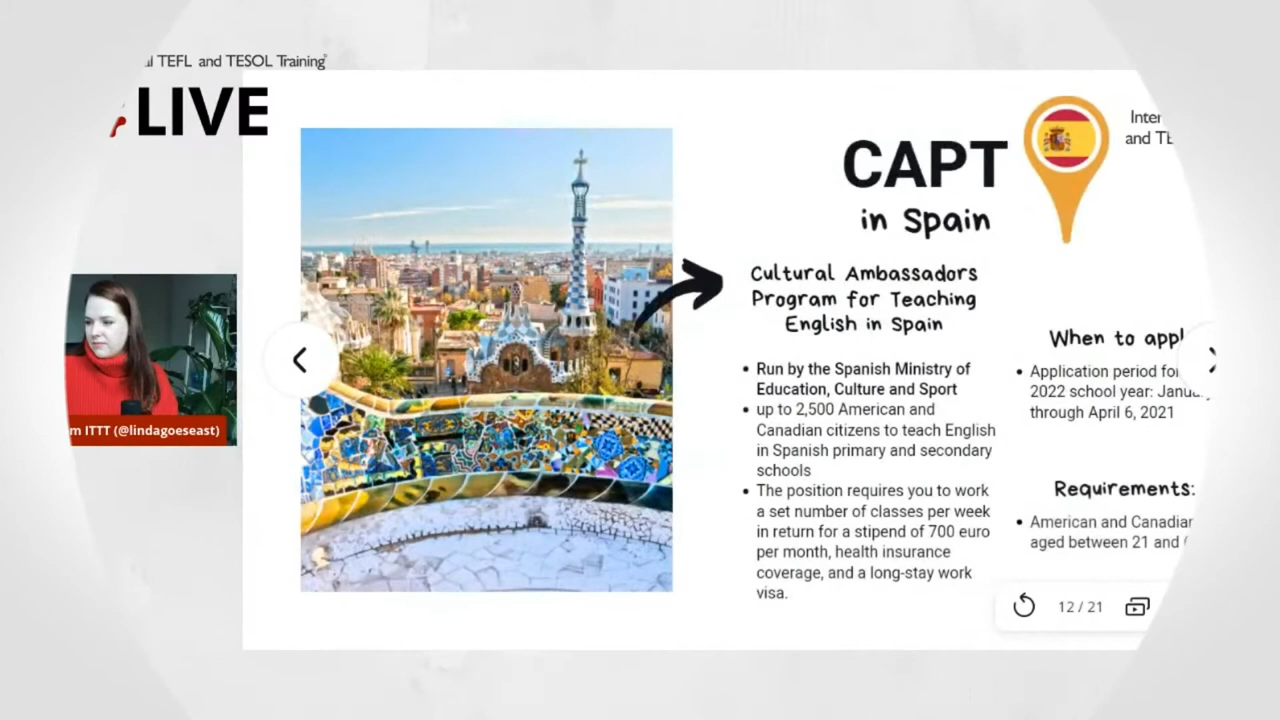 TEFL and TESOL Training
LIVE
ITTT (@lindagoeseast)
CAPT
in Spain
and
Cultural Ambassadors
Program for Teaching
English in Spain
Run by the Spanish Ministry of
Education, Culture and Sport
up to 2,500 American and
Canadian citizens to teach English
in Spanish primary and secondary
schools
The position requires you to work
a set number of classes per week
in return for a stipend of 700 euro
per month, health insurance
coverage, and a long-stay work
visa.
When to
Application period for
2022 school year:
through April 6, 2021
Requirements:
American and
aged between 21 and
12 / 21